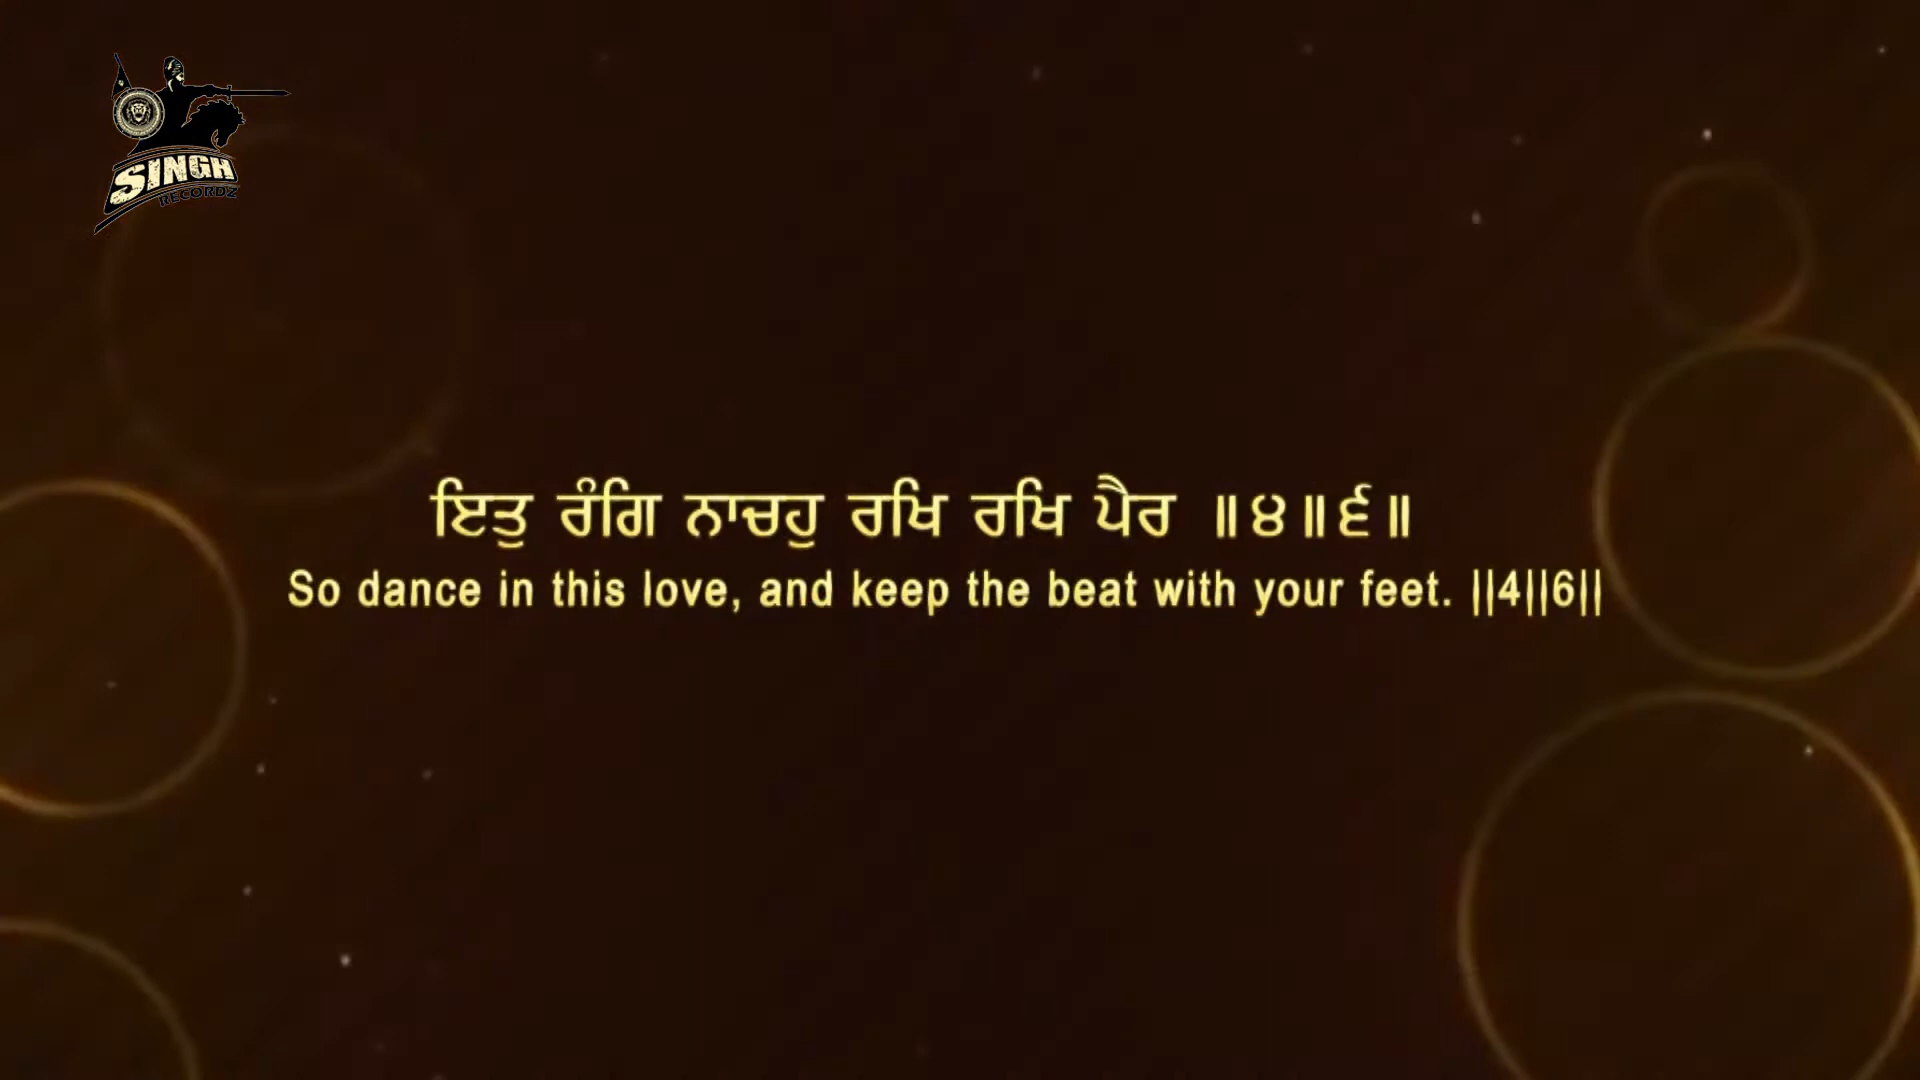 SINGH
RECORDZ
ਇਤੁ ਰੰਗਿ ਨਾਚਹੁ ਰਖਿ ਰਖਿ ਪੈਰ ॥੪॥੬॥
So dance in this love, and keep the beat with your feet. ||4||6||